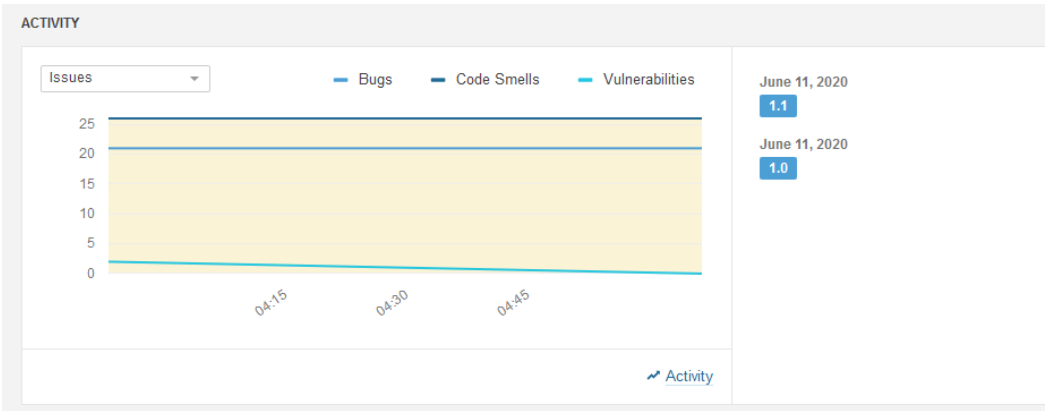 ACTIVITY
Issues
Bugs
Code Smells
Vulnerabilities
25
20
15
10
5
0
04:15
04:30
04:45
Activity
June 11, 2020
1.1
June 11, 2020
1.0